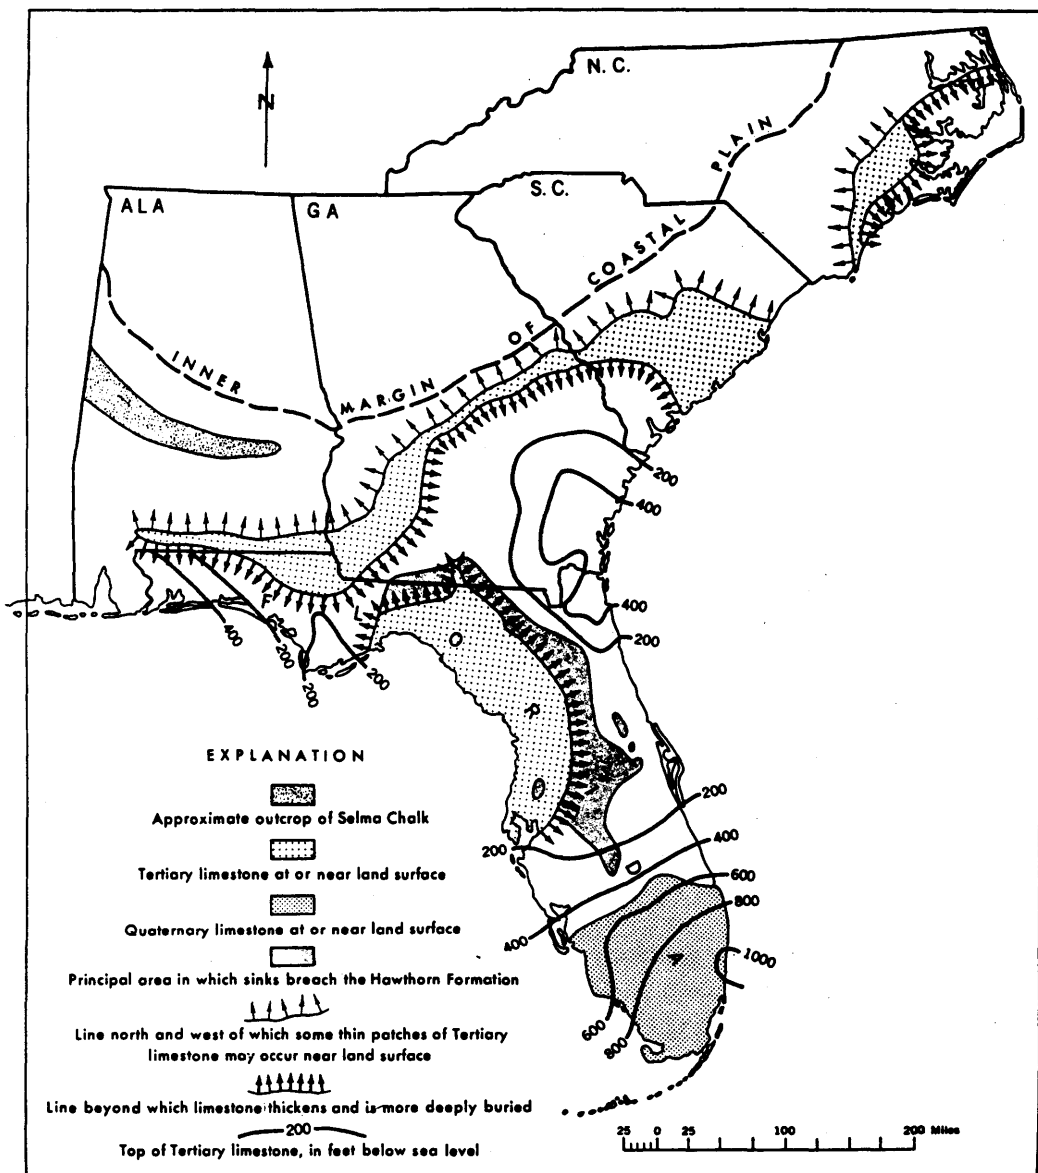 N
N. C.
S. C.
ALA
GA
INNER MARGIN OF COASTAL PLAIN
F L O R I D A
200
400
400
200
400
200
200
200
200
400
600
800
1000
200
400
600
800
EXPLANATION
Approximate outcrop of Selma Chalk
Tertiary limestone at or near land surface
Quaternary limestone at or near land surface
Principal area in which sinks breach the Hawthorn Formation
Line north and west of which some thin patches of Tertiary
limestone may occur near land surface
Line beyond which limestone thickens and is more deeply buried
200
Top of Tertiary limestone, in feet below sea level
25 0 25 100 200 Miles